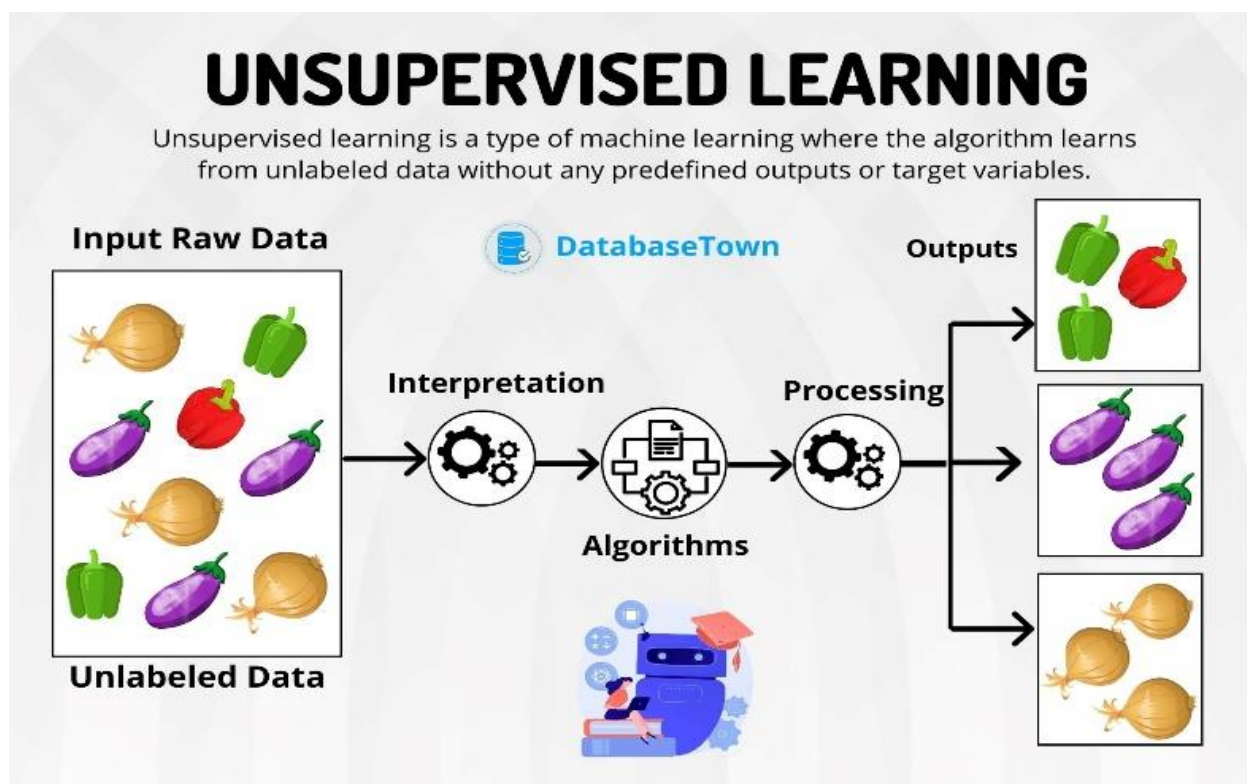 UNSUPERVISED LEARNING
Unsupervised learning is a type of machine learning where the algorithm learns
from unlabeled data without any predefined outputs or target variables.
Input Raw Data
DatabaseTown
Outputs
Interpretation
Processing
Algorithms
Unlabeled Data